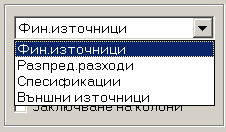 Фин.източници
Фин.източници
Разпред.разходи
Спесификации
Външни източници
Заключване на колони